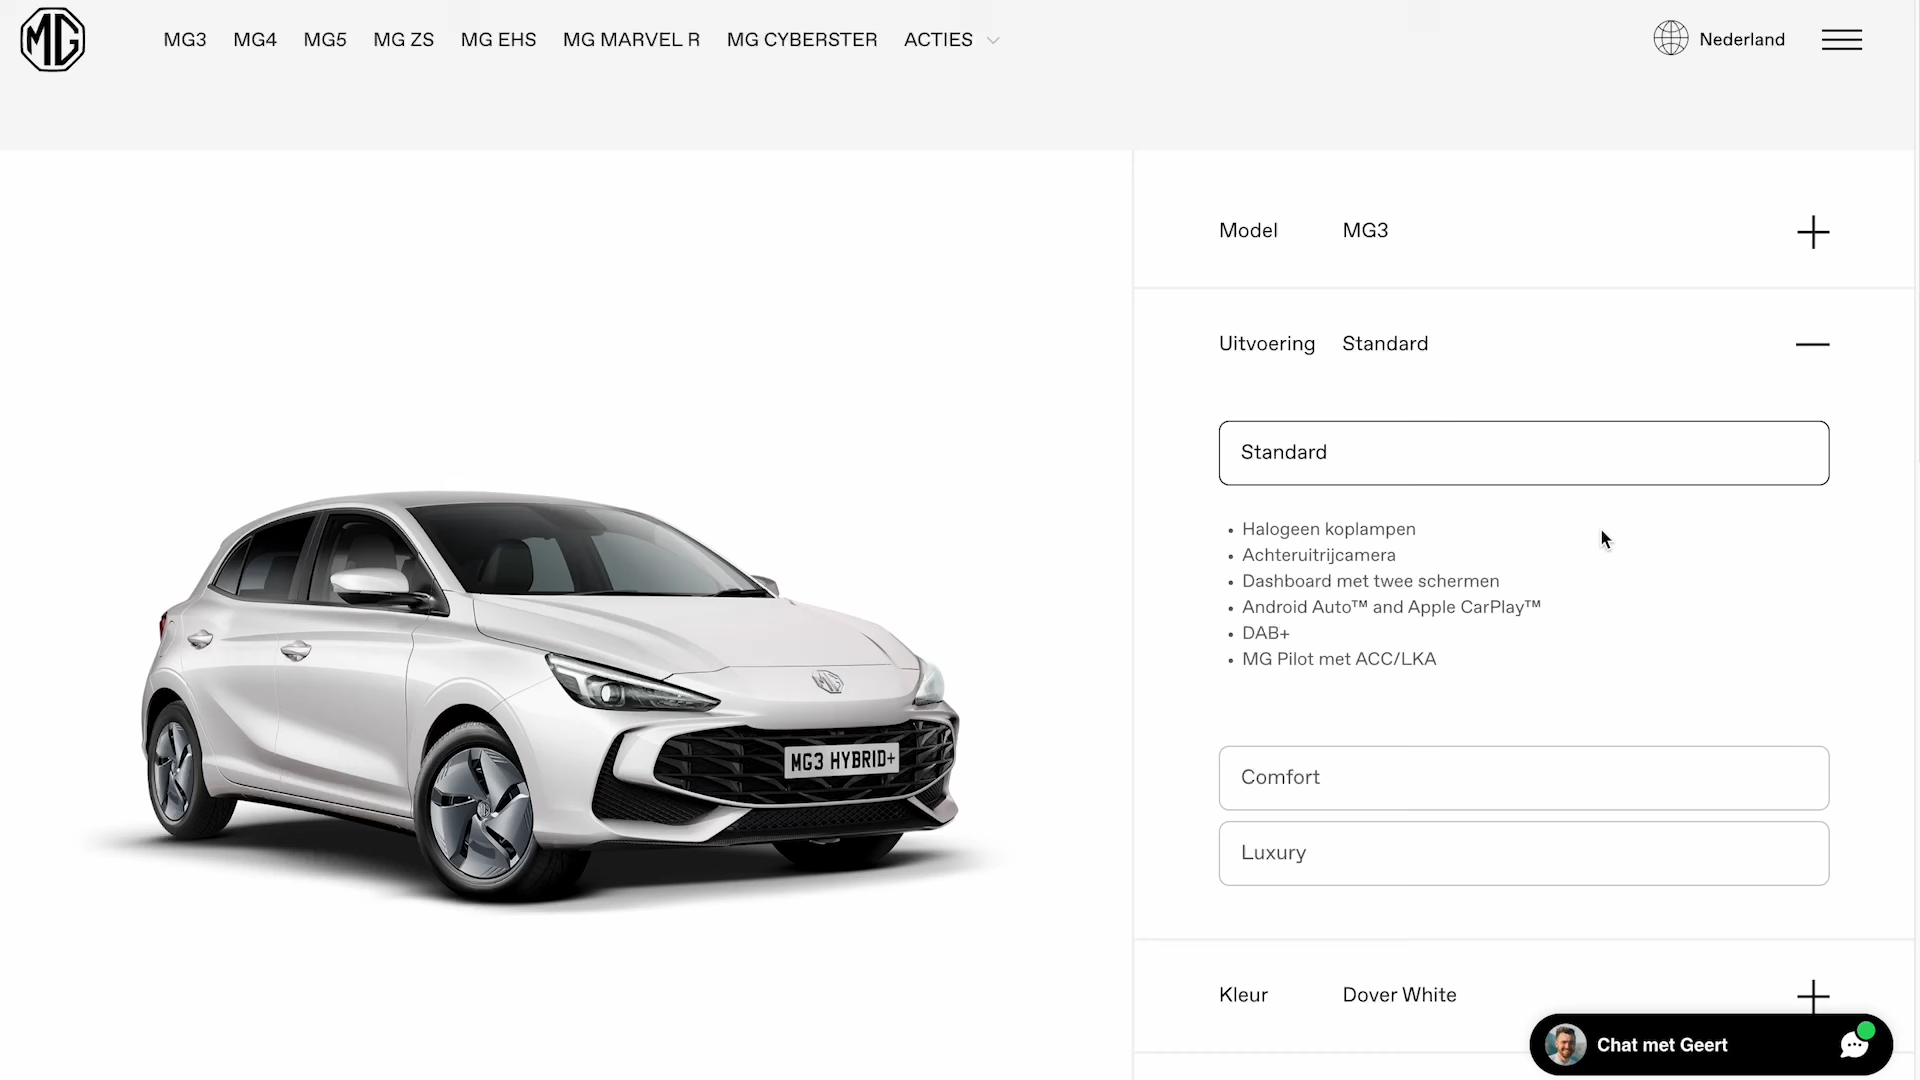 MG
MG3 MG4 MG5 MG ZS MG EHS MG MARVEL R MG CYBERSTER ACTIES
Nederland
Model MG3
Uitvoering Standard
Standard
• Halogeen koplampen
• Achteruitrijcamera
• Dashboard met twee schermen
• Android Auto™ and Apple CarPlay™
• DAB+
• MG Pilot met ACC/LKA
MG3 HYBRID+
Comfort
Luxury
Kleur Dover White
Chat met Geert